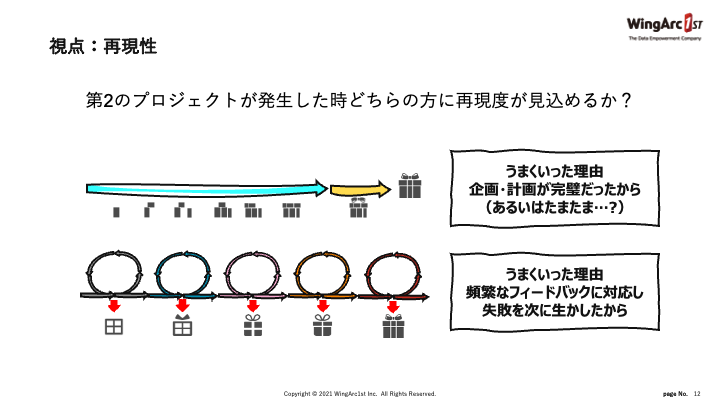 WingArc1ST
The Data Empowerment Company
視点：再現性
第2のプロジェクトが発生した時どちらの方に再現度が見込めるか？
うまくいった理由
企画・計画が完璧だったから
（あるいはたまたま…?）
うまくいった理由
頻繁なフィードバックに対応し
失敗を次に生かしたから
Copyright © 2021 WingArc1st Inc. All Rights Reserved.
page No. 12